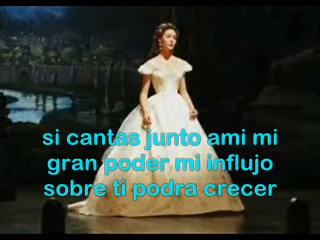 si cantas junto ami mi
gran poder mi influjo
sobre ti podra crecer